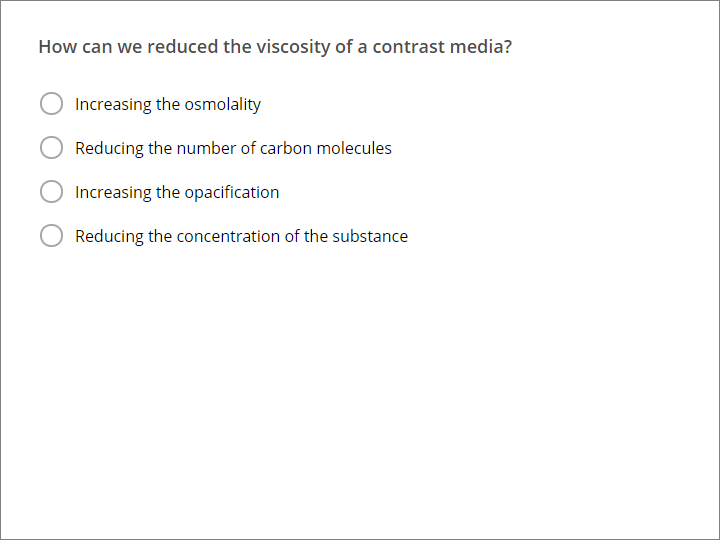 How can we reduced the viscosity of a contrast media?
Increasing the osmolality
Reducing the number of carbon molecules
Increasing the opacification
Reducing the concentration of the substance